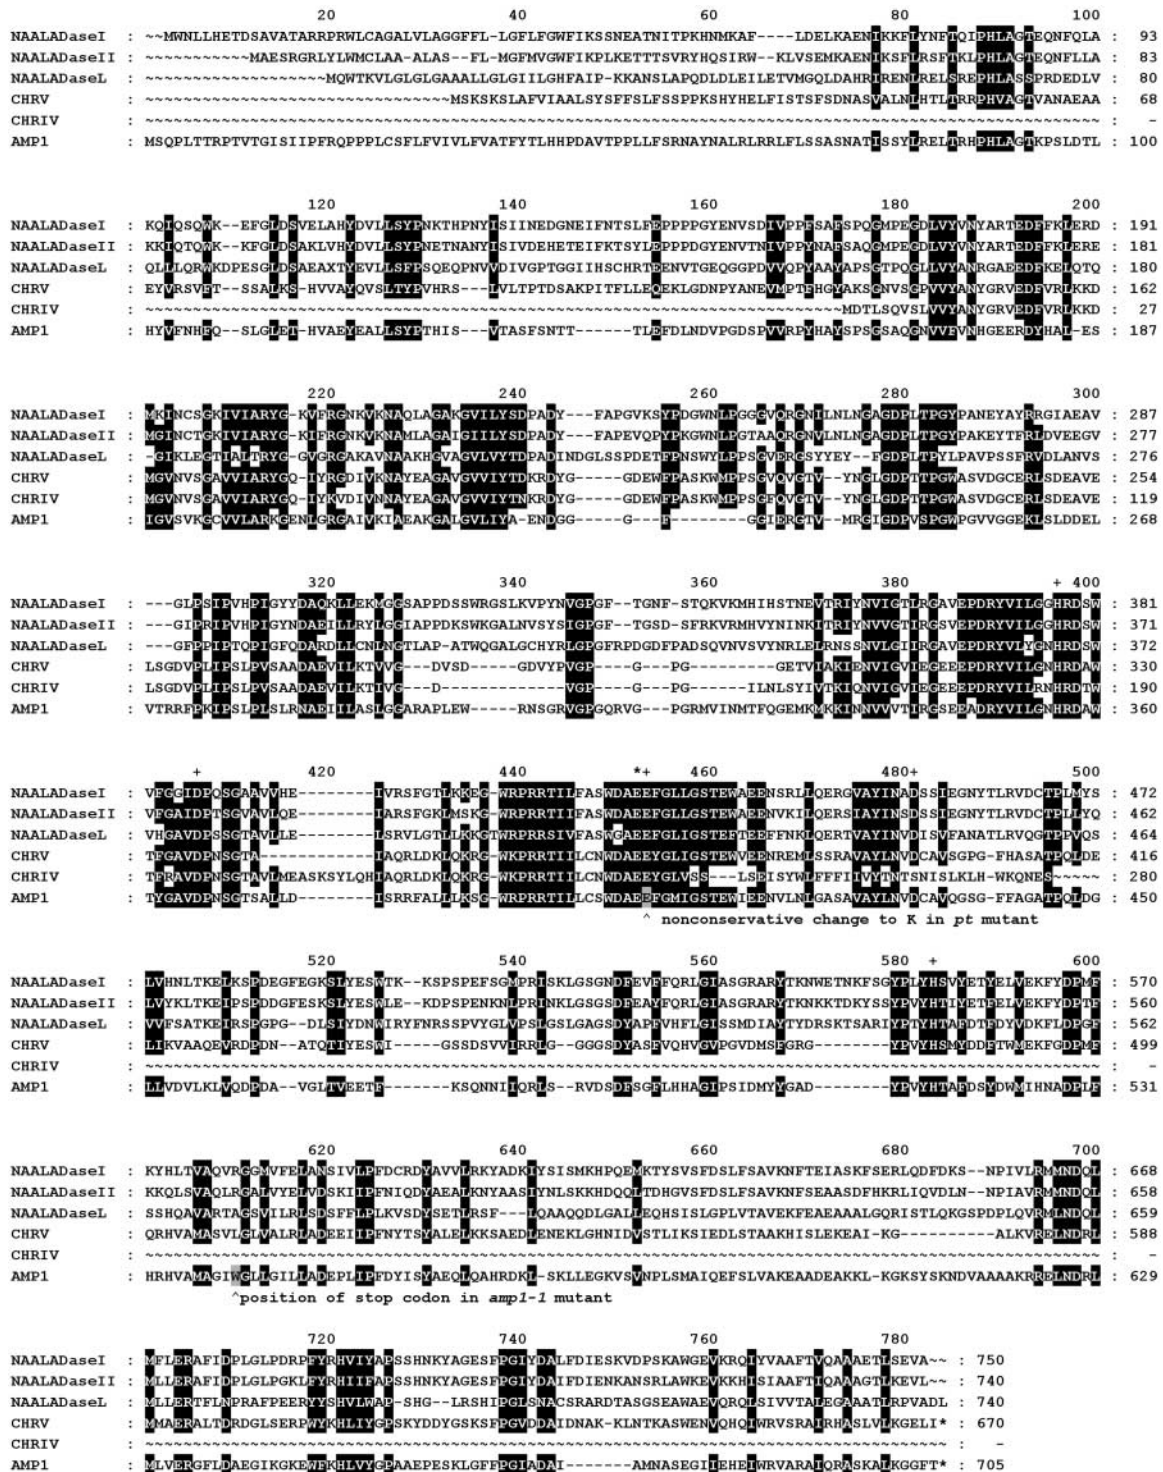 20 40 60 80 100
NAALADaseI : ~~MWNLLHETDSAVATARRPRWLCAGALVLAGGFFL-LGFLFGWFIKSSNEATNITPKHNMKAF----LDELKAENIKKFLYNFTQIPHLAGTEQNFQLA : 93
NAALADaseII : ~~~~~~~~~~~MAESRGRLYLWMCLAA-ALAS--FL-MGFMVGWFIKPLKETTTSVRYHQSIRW--KLVSEMKAENIKSFLRSFTKLPHLAGTEQNFLLA : 83
NAALADaseL : ~~~~~~~~~~~~~~~~~~~MQWTKVLGLGLGAAALLGLGIILGHFAIP-KKANSLAPQDLDLEILETVMGQLDAHRIRENLRELSREPHLASSPRDEDLV : 80
CHRV : ~~~~~~~~~~~~~~~~~~~~~~~~~~~~~~~~MSKSKSLAFVIAALSYSFFSLFSSPPKSHYHELFISTSFSDNASVALNLHTLTRRPHVAGTVANAEAA : 68
CHRIV : ~~~~~~~~~~~~~~~~~~~~~~~~~~~~~~~~~~~~~~~~~~~~~~~~~~~~~~~~~~~~~~~~~~~~~~~~~~~~~~~~~~~~~~~~~~~~~~~~~~~~ : -
AMP1 : MSQPLTTRPTVTGISIIPFRQPPPLCSFLFVIVLFVATFYTLHHPDAVTPPLLFSRNAYNALRLRRLFLSSASNATISSYLRELTRHPHLAGTKPSLDTL : 100
120 140 160 180 200
NAALADaseI : KQIQSQWK--EFGLDSVELAHYDVLLSYPNKTHPNYISIINEDGNEIFNTSLFEPPPPGYENVSDIVPPFSAFSPQGMPEGDLVYVNYARTEDFFKLERD : 191
NAALADaseII : KKIQTQWK--KFGLDSAKLVHYDVLLSYPNETNANYISIVDEHETEIFKTSYLEPPPDGYENVTNIVPPYNAFSAQGMPEGDLVYVNYARTEDFFKLERE : 181
NAALADaseL : QLLLQRWKDPESGLDSAEAXTYEVLLSFPSQEQPNVVDIVGPTGGIIHSCHRTEENVTGEQGGPDVVQPYAAYAPSGTPQGLLVYANRGAEEDFKELQTQ : 180
CHRV : EYVRSVFT--SSALKS-HVVAYQVSLTYPVHRS---LVLTPTDSAKPITFLLEQEKLGDNPYANEVMPTFHGYAKSGNVSGPVVYANYGRVEDFVRLKKD : 162
CHRIV : ~~~~~~~~~~~~~~~~~~~~~~~~~~~~~~~~~~~~~~~~~~~~~~~~~~~~~~~~~~~~~~~~~~~~~~~~~MDTLSQVSLVVYANYGRVEDFVRLKKD : 27
AMP1 : HYVFNHFQ--SLGLET-HVAEYEALLSYPTHIS---VTASFSNTT------TLEFDLNDVPGDSPVVRPYHAYSPSGSAQGNVVFVNHGEERDYHAL-ES : 187
220 240 260 280 300
NAALADaseI : MKINCSGKIVIARYG-KVFRGNKVKNAQLAGAKGVILYSDPADY---FAPGVKSYPDGWNLPGGGVQRGNILNLNGAGDPLTPGYPANEYAYRRGIAEAV : 287
NAALADaseII : MGINCTGKIVIARYG-KIFRGNKVKNAMLAGAIGIILYSDPADY---FAPEVQPYPKGWNLPGTAAQRGNVLNLNGAGDPLTPGYPAKEYTFRLDVEEGV : 277
NAALADaseL : -GIKLEGTIALTRYG-GVGRGAKAVNAAKHGVAGVLVYTDPADINDGLSSPDETFPNSWYLPPSGVERGSYYEY--FGDPLTPYLPAVPSSFRVDLANVS : 276
CHRV : MGVNVSGAVVIARYGQ-IYRGDIVKNAYEAGAVGVVIYTDKRDYG-----GDEWFPASKWMPPSGVQVGTV--YNGLGDPTTPGWASVDGCERLSDEAVE : 254
CHRIV : MGVNVSGAVVIARYGQ-IYKVDIVNNAYEAGAVGVVIYTNKRDYG-----GDEWFPASKWMPPSGFQVGTV--YNGLGDPTTPGWASVDGCERLSDEAVE : 119
AMP1 : IGVSVKGCVVLARKGENLGRGAIVKIAEAKGALGVLIYA-ENDGG-----G---F---------GGIERGTV--MRGIGDPVSPGWPGVVGGEKLSLDDEL : 268
320 340 360 380 + 400
NAALADaseI : ---GLPSIPVHPIGYYDAQKLLEKMGGSAPPDSSWRGSLKVPYNVGPGF--TGNF-STQKVKMHIHSTNEVTRIYNVIGTLRGAVEPDRYVILGGHRDSW : 381
NAALADaseII : ---GIPRIPVHPIGYNDAEILLRYLGGIAPPDKSWKGALNVSYSIGPGF--TGSD-SFRKVRMHVYNINKITRIYNVVGTIRGSVEPDRYVILGGHRDSW : 371
NAALADaseL : ---GFPPIPTQPIGFQDARDLLCNLNGTLAP-ATWQGALGCHYRLGPGFRPDGDFPADSQVNVSVYNRLELRNSSNVLGIIRGAVEPDRYVLYGNHRDSW : 372
CHRV : LSGDVPLIPSLPVSAADAEVILKTVVG---DVSD------GDVYPVGP----G--PG--------GETVIAKIENVIGVIEGEEEPDRYVILGNHRDAW : 330
CHRIV : LSGDVPLIPSLPVSAADAEVILKTIVG---D-------------VGP----G--PG------ILNLSYIVTKIQNVIGVIEGEEEPDRYVILRNHRDTW : 190
AMP1 : VTRRFPKIPSLPLSLRNAEIILASLGGARAPLEW-----RNSGRVGPGQRVG---PGRMVINMTFQGEMKMKKINNVVVTIRGSEEADRYVILGNHRDAW : 360
+ 420 440 *+ 460 480+ 500
NAALADaseI : VFGGIDPQSGAAVVHE--------IVRSFGTLKKEG-WRPRRTILFASWDAEEFGLLGSTEWAEENSRLLQERGVAYINADSSIEGNYTLRVDCTPLMYS : 472
NAALADaseII : VFGAIDPTSGVAVLQE--------IARSFGKLMSKG-WRPRRTIIFASWDAEEFGLLGSTEWAEENVKILQERSIAYINSDSSIEGNYTLRVDCTPLLYQ : 462
NAALADaseL : VHGAVDPSSGTAVLLE--------LSRVLGTLLKKGTWRPRRSIVFASWGAEEFGLIGSTEFTEEFFNKLQERTVAYINVDISVFANATLRVQGTPPVQS : 464
CHRV : TFGAVDPNSGTA------------IAQRLDKLQKRG-WKPRRTIILCNWDAEEYGLIGSTEWVEENREMLSSRAVAYLNVDCAVSGPG-FHASATPQLDE : 416
CHRIV : TFRAVDPNSGTAVLMEASKSYLQHIAQRLDKLQKRG-WKPRRTIILCNWDAEEYGLVSS---LSEISYWLFFFIIVYTNTSNISLKLH-WKQNES~~~~~ : 280
AMP1 : TYGAVDPNSGTSALLD--------ISRRFALLLKSG-WRPRRTILLCSWDAEEFGMIGSTEWIEENVLNLGASAVAYLNVDCAVQGSG-FFAGATPQLDG : 450
^ nonconservative change to K in pt mutant
520 540 560 580 + 600
NAALADaseI : LVHNLTKELKSPDEGFEGKSLYESWTK--KSPSPEFSGMPRISKLGSGNDFEVFFQRLGIASGRARYTKNWETNKFSGYPLYHSVYETYELVEKFYDPMF : 570
NAALADaseII : LVYKLTKEIPSPDDGFESKSLYESWLE--KDPSPENKNLPRINKLGSGSDFEAYFQRLGIASGRARYTKNKKTDKYSSYPVYHTIYETFELVEKFYDPTF : 560
NAALADaseL : VVFSATKEIRSPGPG--DLSIYDNWIRYFNRSSPVYGLVPSLGSLGAGSDYAPFVHFLGISSMDIAYTYDRSKTSARIYPTYHTAFDTFDYVDKFLDPGF : 562
CHRV : LIKVAAQEVRDPDN--ATQTIYESWI------GSSDSVVIRRLG--GGGSDYASFVQHVGVPGVDMSFGRG--------YPVYHSMYDDFTWMEKFGDPMF : 499
CHRIV : ~~~~~~~~~~~~~~~~~~~~~~~~~~~~~~~~~~~~~~~~~~~~~~~~~~~~~~~~~~~~~~~~~~~~~~~~~~~~~~~~~~~~~~~~~~~~~~~~~~~~ : -
AMP1 : LLVDVLKLVQDPDA--VGLTVEETF-------KSQNNIIQRLS--RVDSDFSGFLHHAGIPSIDMYYGAD--------YPVYHTAFDSYDWMIHNADPLF : 531
620 640 660 680 700
NAALADaseI : KYHLTVAQVRGGMVFELANSIVLPFDCRDYAVVLRKYADKIYSISMKHPQEMKTYSVSFDSLFSAVKNFTEIASKFSERLQDFDKS--NPIVLRMMNDQL : 668
NAALADaseII : KKQLSVAQLRGALVYELVDSKIIPFNIQDYAEALKNYAASIYNLSKKHDQQLTDHGVSFDSLFSAVKNFSEAASDFHKRLIQVDLN--NPIAVRMMNDQL : 658
NAALADaseL : SSHQAVARTAGSVILRLSDSFFLPLKVSDYSETLRSF---LQAAQQDLGALLEQHSISLGPLVTAVEKFEAEAAALGQRISTLQKGSPDPLQVRMLNDQL : 659
CHRV : QRHVAMASVLGLVALRLADEEIIPFNYTSYALELKKSAEDLENEKLGHNIDVSTLIKSIEDLSTAAKHISLEKEAI-KG----------ALKVRELNDRL : 588
CHRIV : ~~~~~~~~~~~~~~~~~~~~~~~~~~~~~~~~~~~~~~~~~~~~~~~~~~~~~~~~~~~~~~~~~~~~~~~~~~~~~~~~~~~~~~~~~~~~~~~~~~~~ : -
AMP1 : HRHVAMAGIWGLLGILLADEPLIPFDYISYAEQLQAHRDKL-SKLLEGKVSVNPLSMAIQEFSLVAKEAADEAKKL-KGKSYSKNDVAAAAKRRELNDRL : 629
^position of stop codon in amp1-1 mutant
720 740 760 780
NAALADaseI : MFLERAFIDPLGLPDRPFYRHVIYAPSSHNKYAGESFPGIYDALFDIESKVDPSKAWGEVKRQIYVAAFTVQAAAETLSEVA~~ : 750
NAALADaseII : MLLERAFIDPLGLPGKLFYRHIIFAPSSHNKYAGESFPGIYDAIFDIENKANSRLAWKEVKKHISIAAFTIQAAAGTLKEVL~~ : 740
NAALADaseL : MLLERTFLNPRAFPEERYYSHVLWAP-SHG--LRSHIPGLSNACSRARDTASGSEAWAEVQRQLSIVVTALEGAAATLRPVADL : 740
CHRV : MMAERALTDRDGLSERPWYKHLIYGPSKYDDYGSKSFPGVDDAIDNAK-KLNTKASWENVQHQIWRVSRAIRHASLVLKGELI* : 670
CHRIV : ~~~~~~~~~~~~~~~~~~~~~~~~~~~~~~~~~~~~~~~~~~~~~~~~~~~~~~~~~~~~~~~~~~~~~~~~~~~~~~~~~~~~ : -
AMP1 : MLVERGFLDAEGIKGKEWFKHLVYGPAAEPESKLGFFPGIADAI-------AMNASEGIIEHEIWRVARAIQRASKALKGGFT* : 705